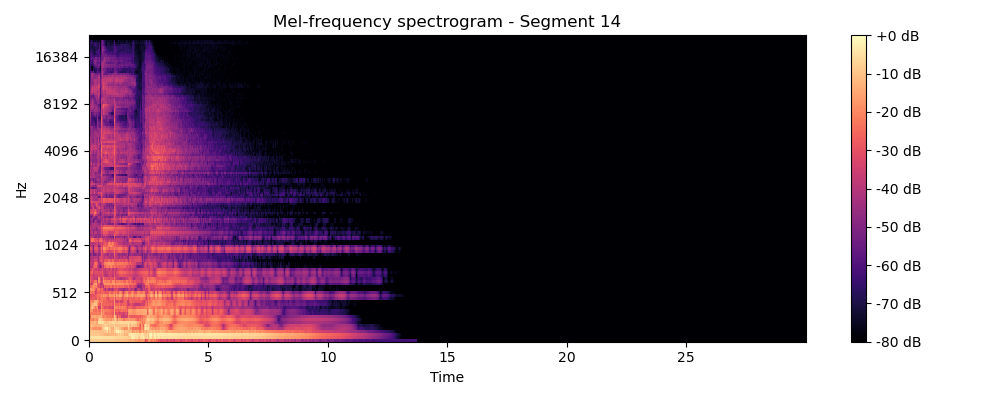 Mel-frequency spectrogram - Segment 14
16384
8192
4096
2048
1024
512
0
Hz
0
5
10
15
20
25
Time
+0 dB
-10 dB
-20 dB
-30 dB
-40 dB
-50 dB
-60 dB
-70 dB
-80 dB